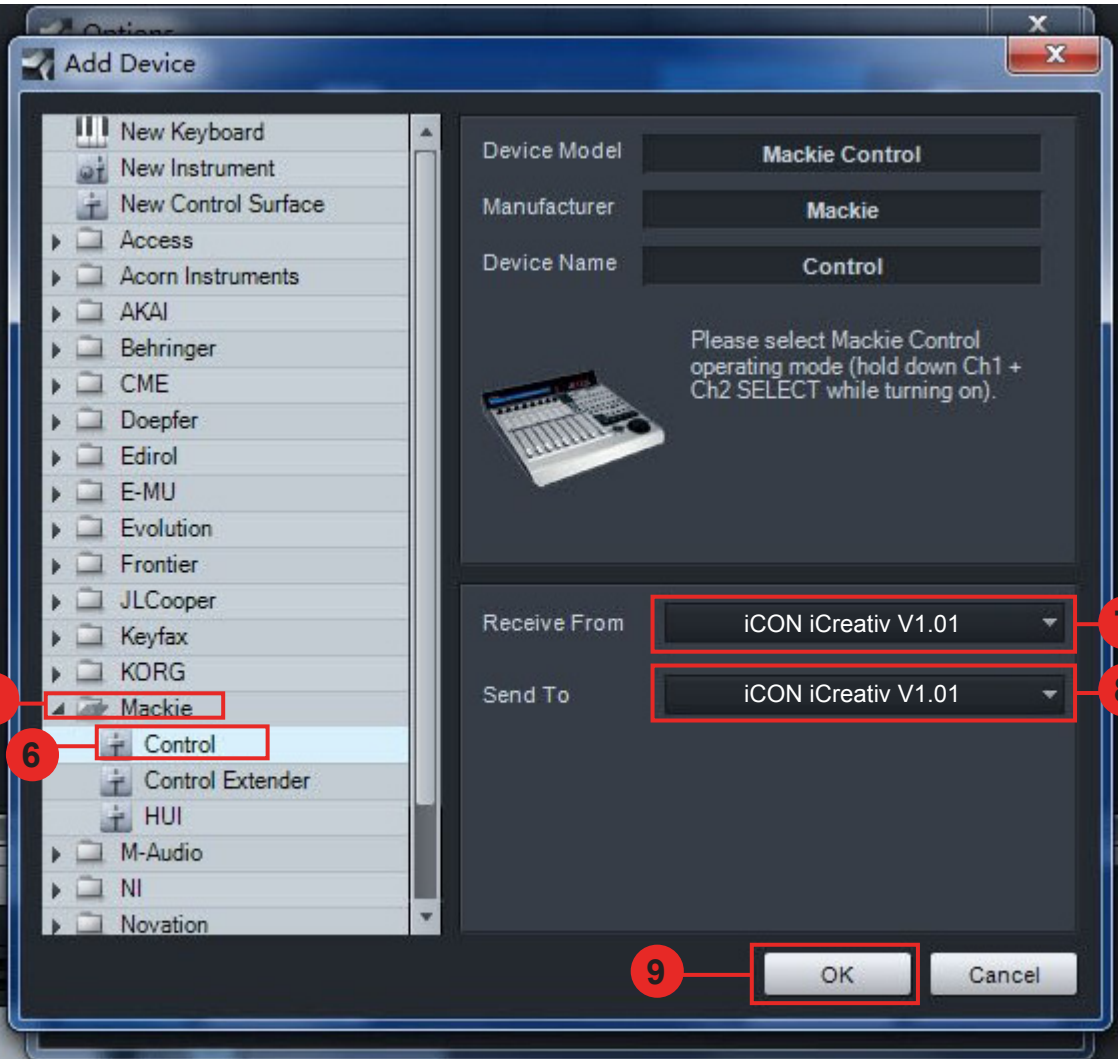 Options
Add Device
New Keyboard
New Instrument
New Control Surface
Access
Acorn Instruments
AKAI
Behringer
CME
Doepfer
Edirol
E-MU
Evolution
Frontier
JLCooper
Keyfax
KORG
Mackie
6
Control
Control Extender
HUI
M-Audio
NI
Novation
Device Model
Mackie Control
Manufacturer
Mackie
Device Name
Control
Please select Mackie Control
operating mode (hold down Ch1 +
Ch2 SELECT while turning on).
Receive From
iCON iCreativ V1.01
7
Send To
iCON iCreativ V1.01
8
9
OK
Cancel